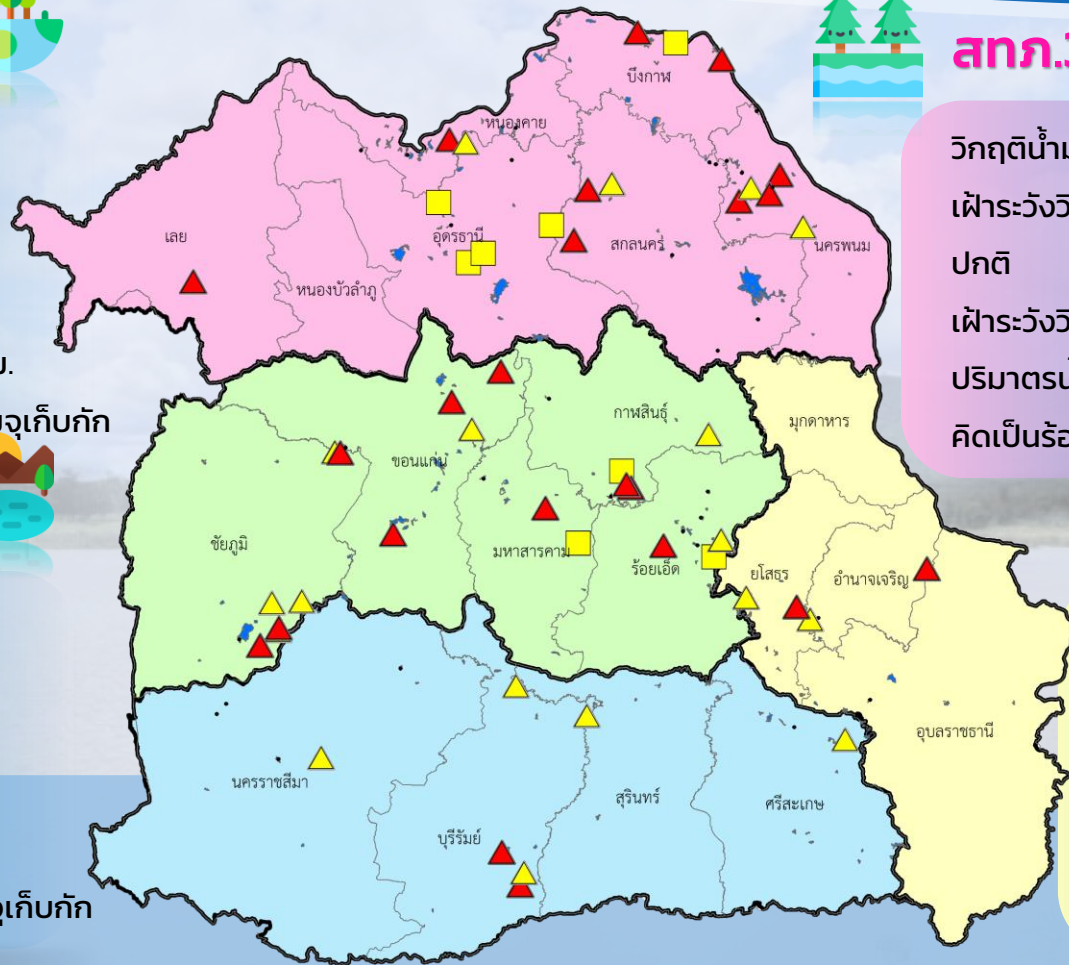 สทภ.3
วิกฤติน้ำ
เฝ้าระวังวิ
ปกติ
เฝ้าระวังวิ
ปริมาตรน้
คิดเป็นร้อ
จุเก็บกัก
จุเก็บกัก
บึงกาฬ
หนองคาย
เลย
อุดรธานี
สกลนคร
นครพนม
หนองบัวลำภู
กาฬสินธุ์
มุกดาหาร
ขอนแก่น
ชัยภูมิ
มหาสารคาม
ร้อยเอ็ด
ยโสธร
อำนาจเจริญ
อุบลราชธานี
นครราชสีมา
สุรินทร์
ศรีสะเกษ
บุรีรัมย์